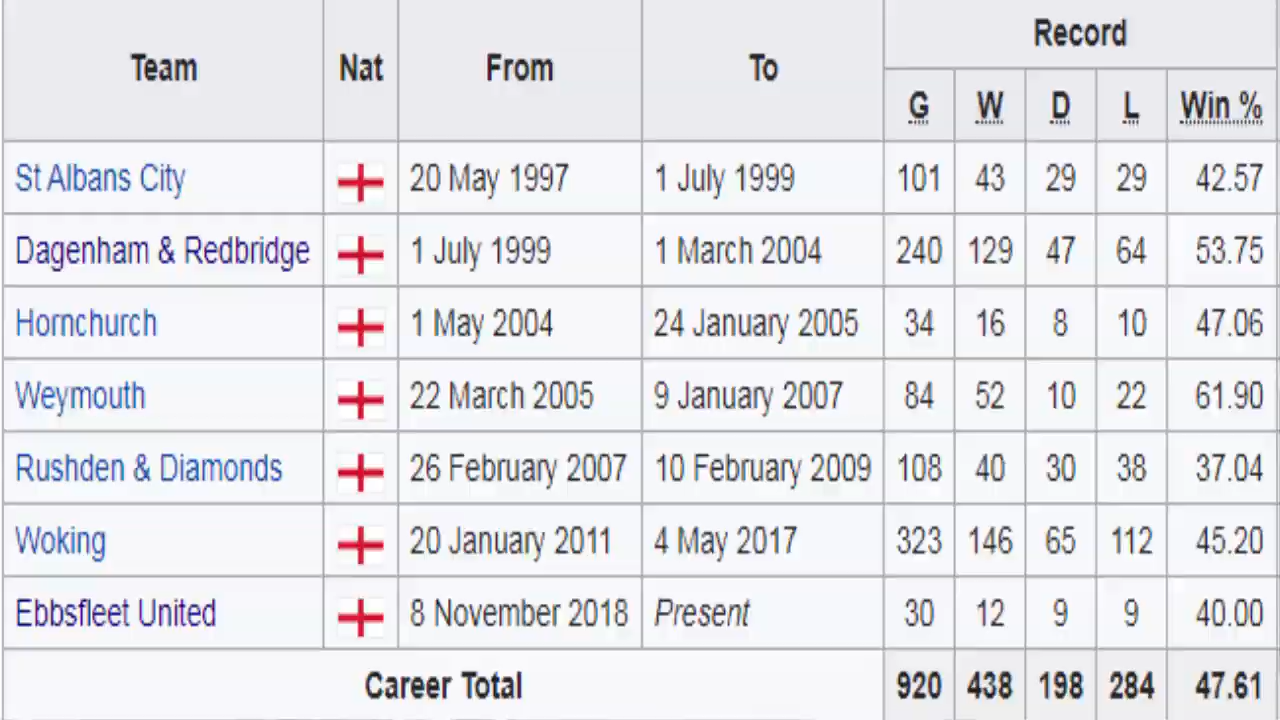 Team Nat From To Record
G W D L Win %
St Albans City 20 May 1997 1 July 1999 101 43 29 29 42.57
Dagenham & Redbridge 1 July 1999 1 March 2004 240 129 47 64 53.75
Hornchurch 1 May 2004 24 January 2005 34 16 8 10 47.06
Weymouth 22 March 2005 9 January 2007 84 52 10 22 61.90
Rushden & Diamonds 26 February 2007 10 February 2009 108 40 30 38 37.04
Woking 20 January 2011 4 May 2017 323 146 65 112 45.20
Ebbsfleet United 8 November 2018 Present 30 12 9 9 40.00
Career Total 920 438 198 284 47.61